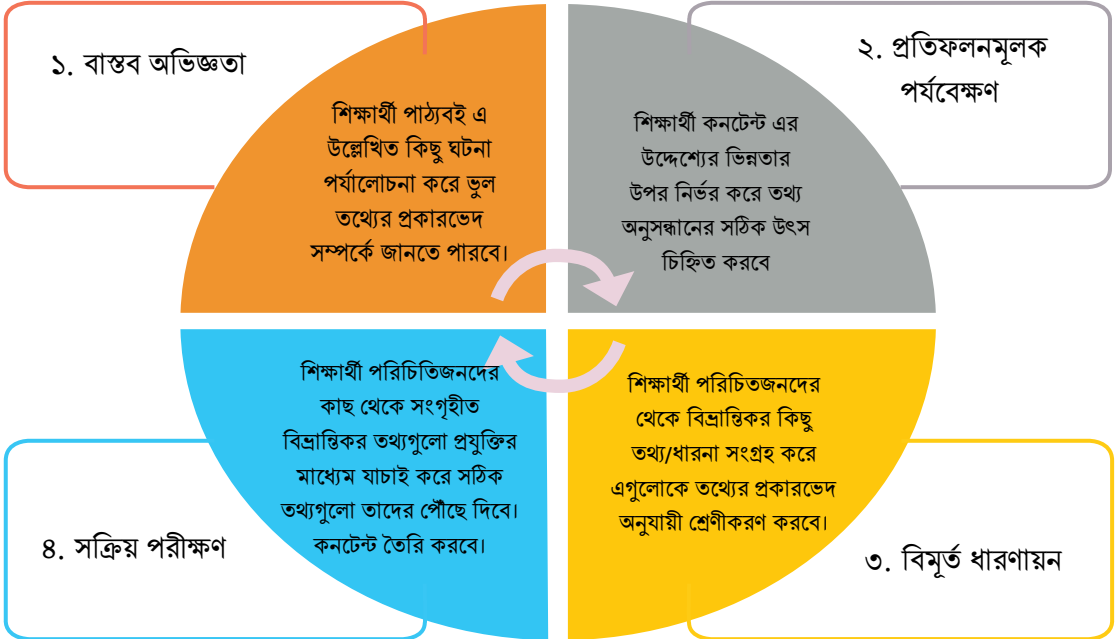 ১. বাস্তব অভিজ্ঞতা
শিক্ষার্থী পাঠ্যবই এ
উল্লেখিত কিছু ঘটনা
পর্যালোচনা করে ভুল
তথ্যের প্রকারভেদ
সম্পর্কে জানতে পারবে।
২. প্রতিফলনমূলক
পর্যবেক্ষণ
শিক্ষার্থী কনটেন্ট এর
উদ্দেশ্যের ভিন্নতার
উপর নির্ভর করে তথ্য
অনুসন্ধানের সঠিক উৎস
চিহ্নিত করবে
৩. বিমূর্ত ধারণায়ন
শিক্ষার্থী পরিচিতজনদের
থেকে বিভ্রান্তিকর কিছু
তথ্য/ধারনা সংগ্রহ করে
এগুলোকে তথ্যের প্রকারভেদ
অনুযায়ী শ্রেণীকরণ করবে।
৪. সক্রিয় পরীক্ষণ
শিক্ষার্থী পরিচিতিজনদের
কাছ থেকে সংগৃহীত
বিভ্রান্তিকর তথ্যগুলো প্রযুক্তির
মাধ্যেম যাচাই করে সঠিক
তথ্যগুলো তাদের পৌঁছে দিবে।
কনটেন্ট তৈরি করবে।